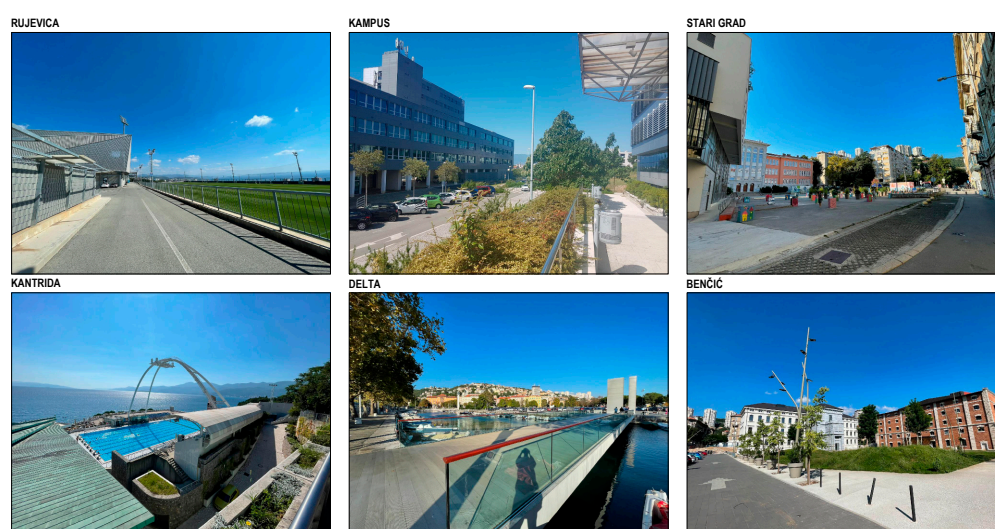 RUJEVICA
KAMPUS
STARI GRAD
KANTRIDA
DELTA
BENČIĆ